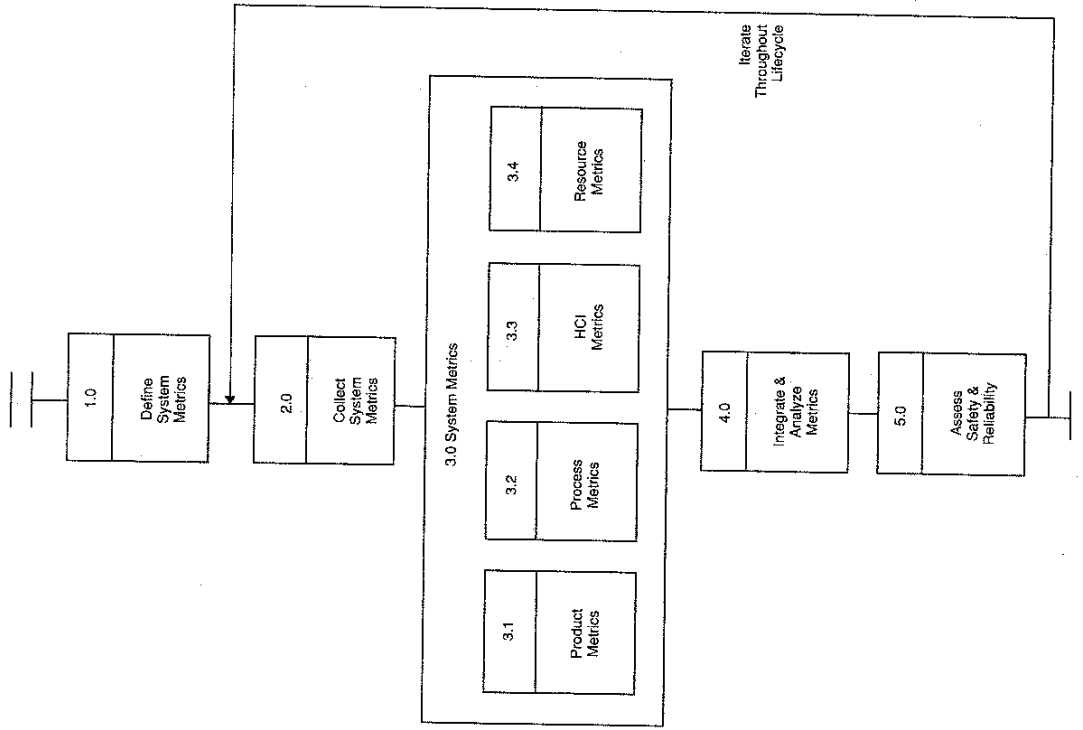 1.0
Define
System
Metrics
2.0
Collect
System
Metrics
3.0 System Metrics
3.1
Product
Metrics
3.2
Process
Metrics
3.3
HCI
Metrics
3.4
Resource
Metrics
4.0
Integrate &
Analyze
Metrics
5.0
Assess
Safety &
Reliability
Iterate
Throughout
Lifecycle